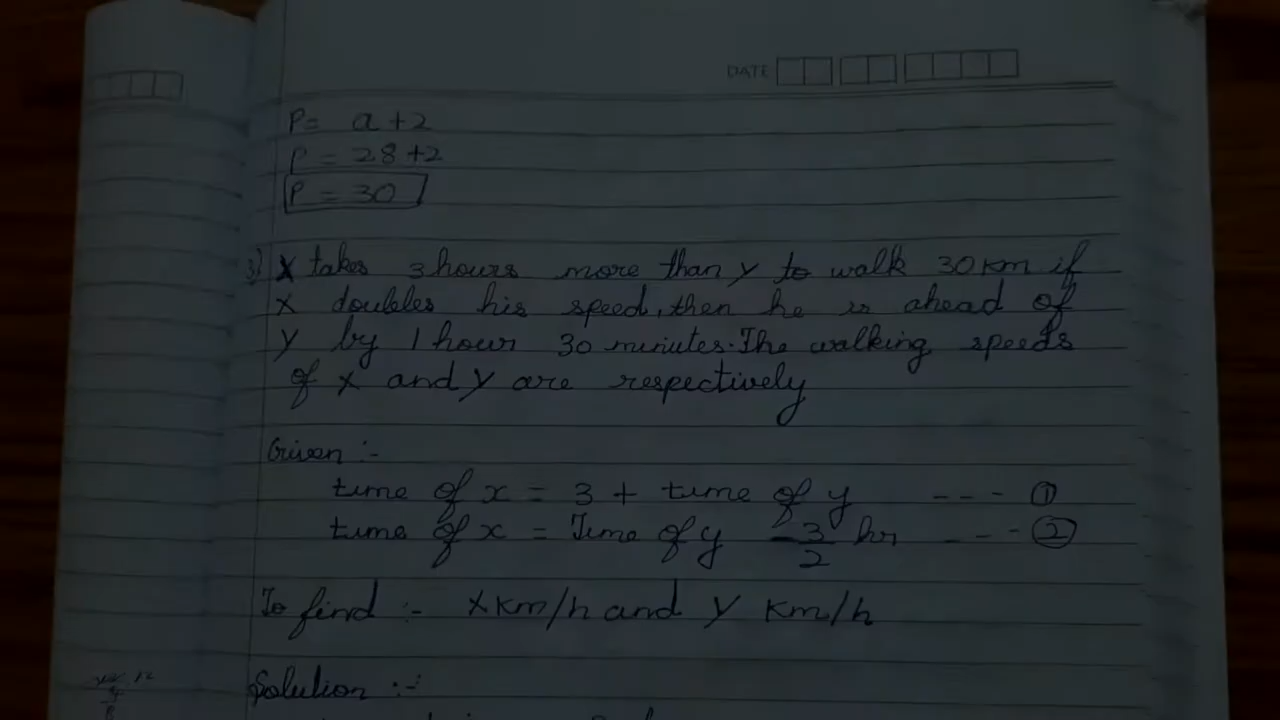 DATE
P = a + 2
P = 28 + 2
P = 30
3) X takes 3 hours more than y to walk 30 km if
X doubles his speed, then he is ahead of
y by 1 hour 30 minutes. The walking speeds
of x and y are respectively
Given :-
time of x = 3 + time of y --- ①
time of x = Time of y - 3/2 hr --- ②
To find :- X km/h and y km/h
Solution :-